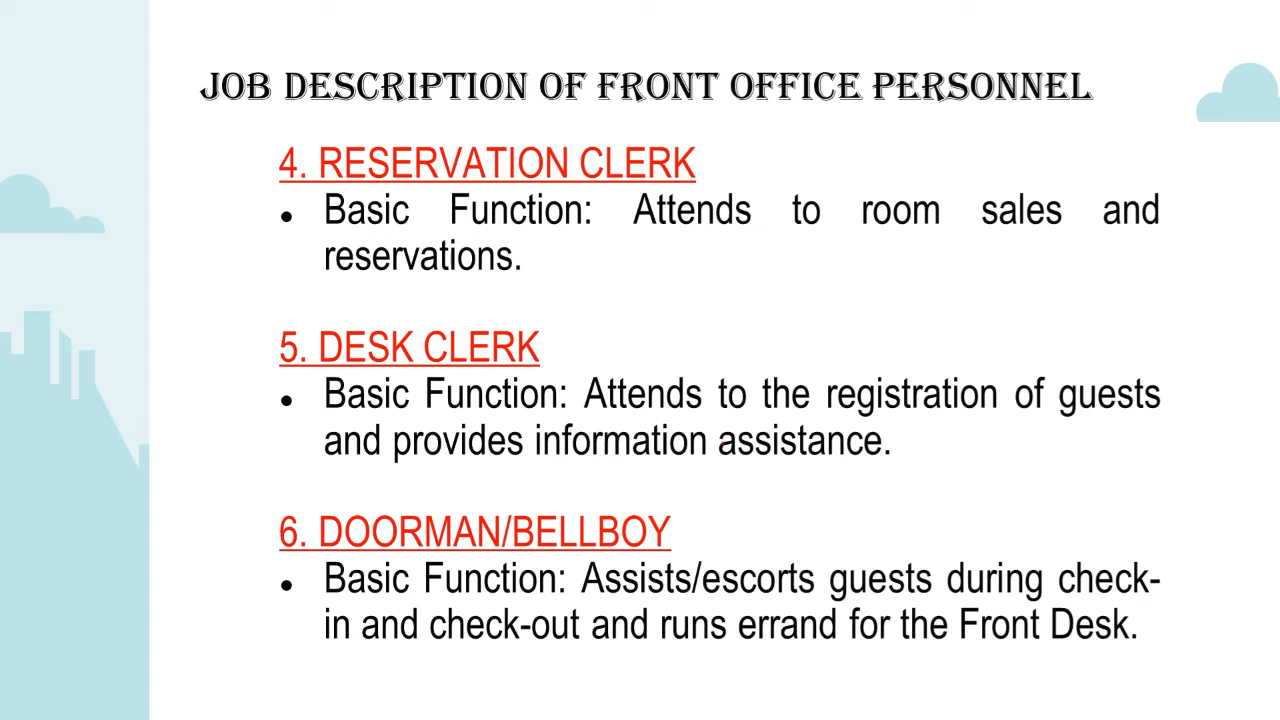 JOB DESCRIPTION OF FRONT OFFICE PERSONNEL
4. RESERVATION CLERK
● Basic Function: Attends to room sales and
reservations.
5. DESK CLERK
● Basic Function: Attends to the registration of guests
and provides information assistance.
6. DOORMAN/BELLBOY
● Basic Function: Assists/escorts guests during check-
in and check-out and runs errand for the Front Desk.